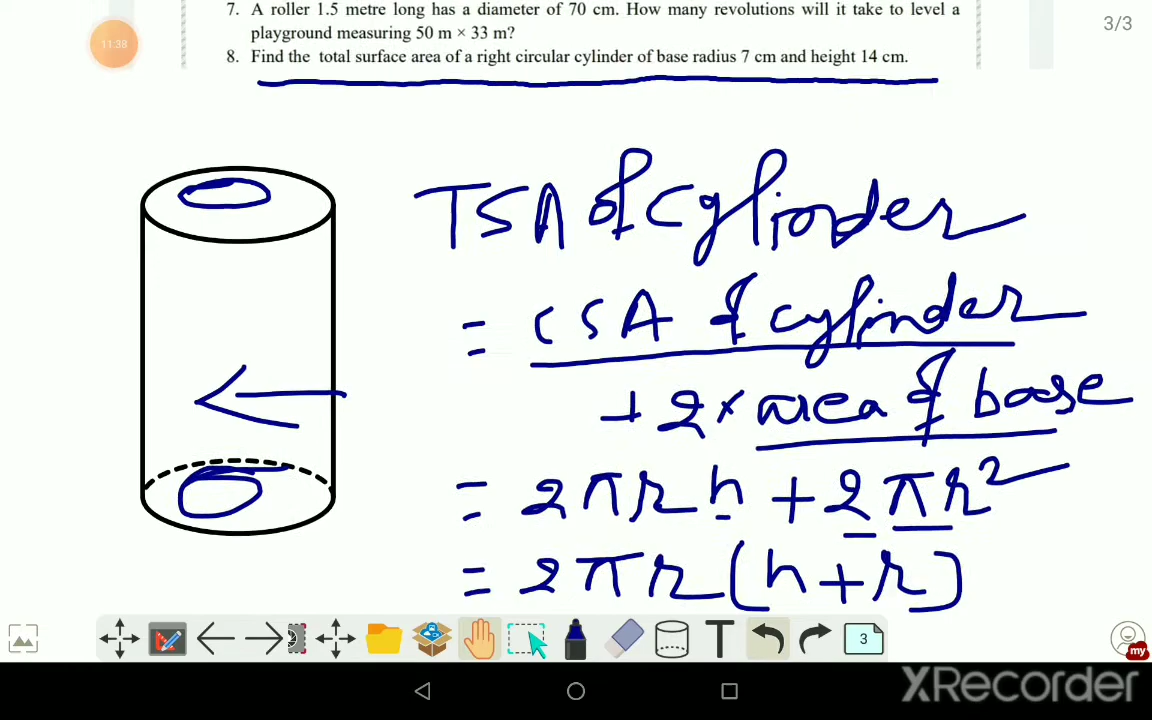 7. A roller 1.5 metre long has a diameter of 70 cm. How many revolutions will it take to level a
playground measuring 50 m × 33 m?
8. Find the total surface area of a right circular cylinder of base radius 7 cm and height 14 cm.
3/3
11:38
TSA of Cylinder
= CSA of cylinder
+ 2 × area of base
= 2πrh + 2πr²
= 2πr(h+r)
T
3
my
XRecorder